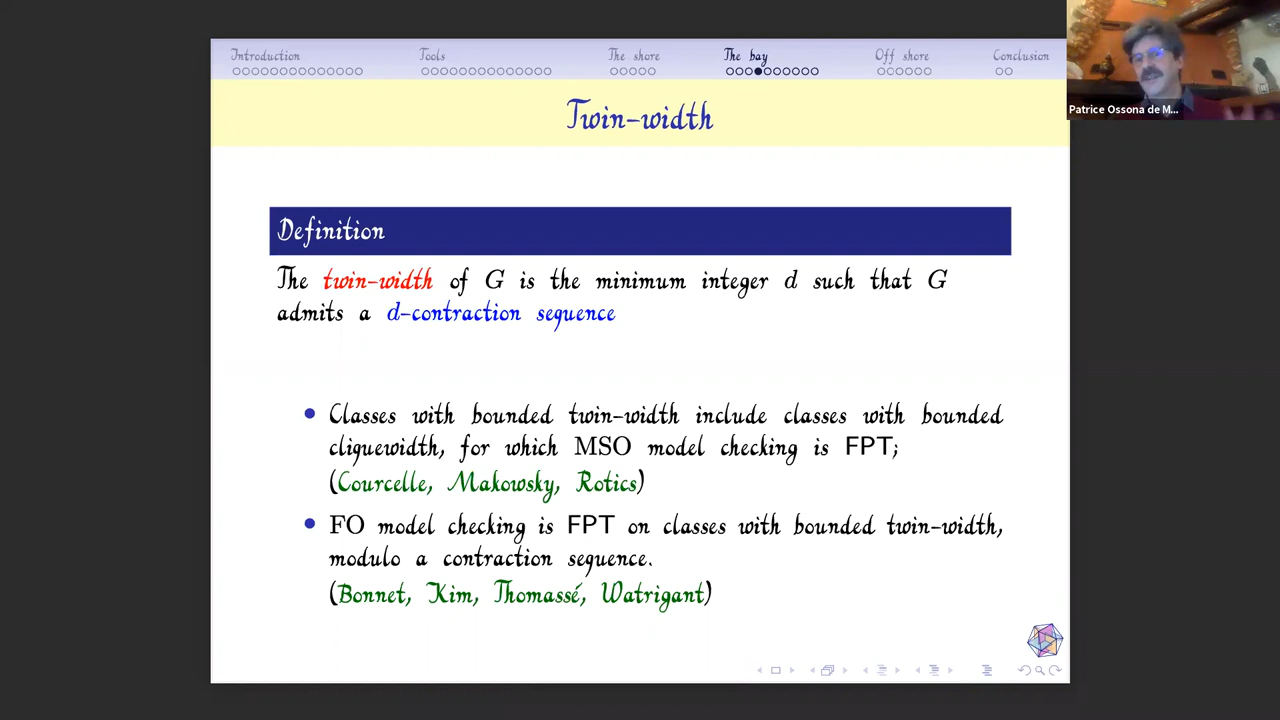 Introduction Tools The shore The bay Off shore Conclusion
Patrice Ossona de M...
Twin-width
Definition
The twin-width of G is the minimum integer d such that G
admits a d-contraction sequence
• Classes with bounded twin-width include classes with bounded
cliquewidth, for which MSO model checking is FPT;
(Courcelle, Makowsky, Rotics)
• FO model checking is FPT on classes with bounded twin-width,
modulo a contraction sequence.
(Bonnet, Kim, Thomassé, Watrigant)